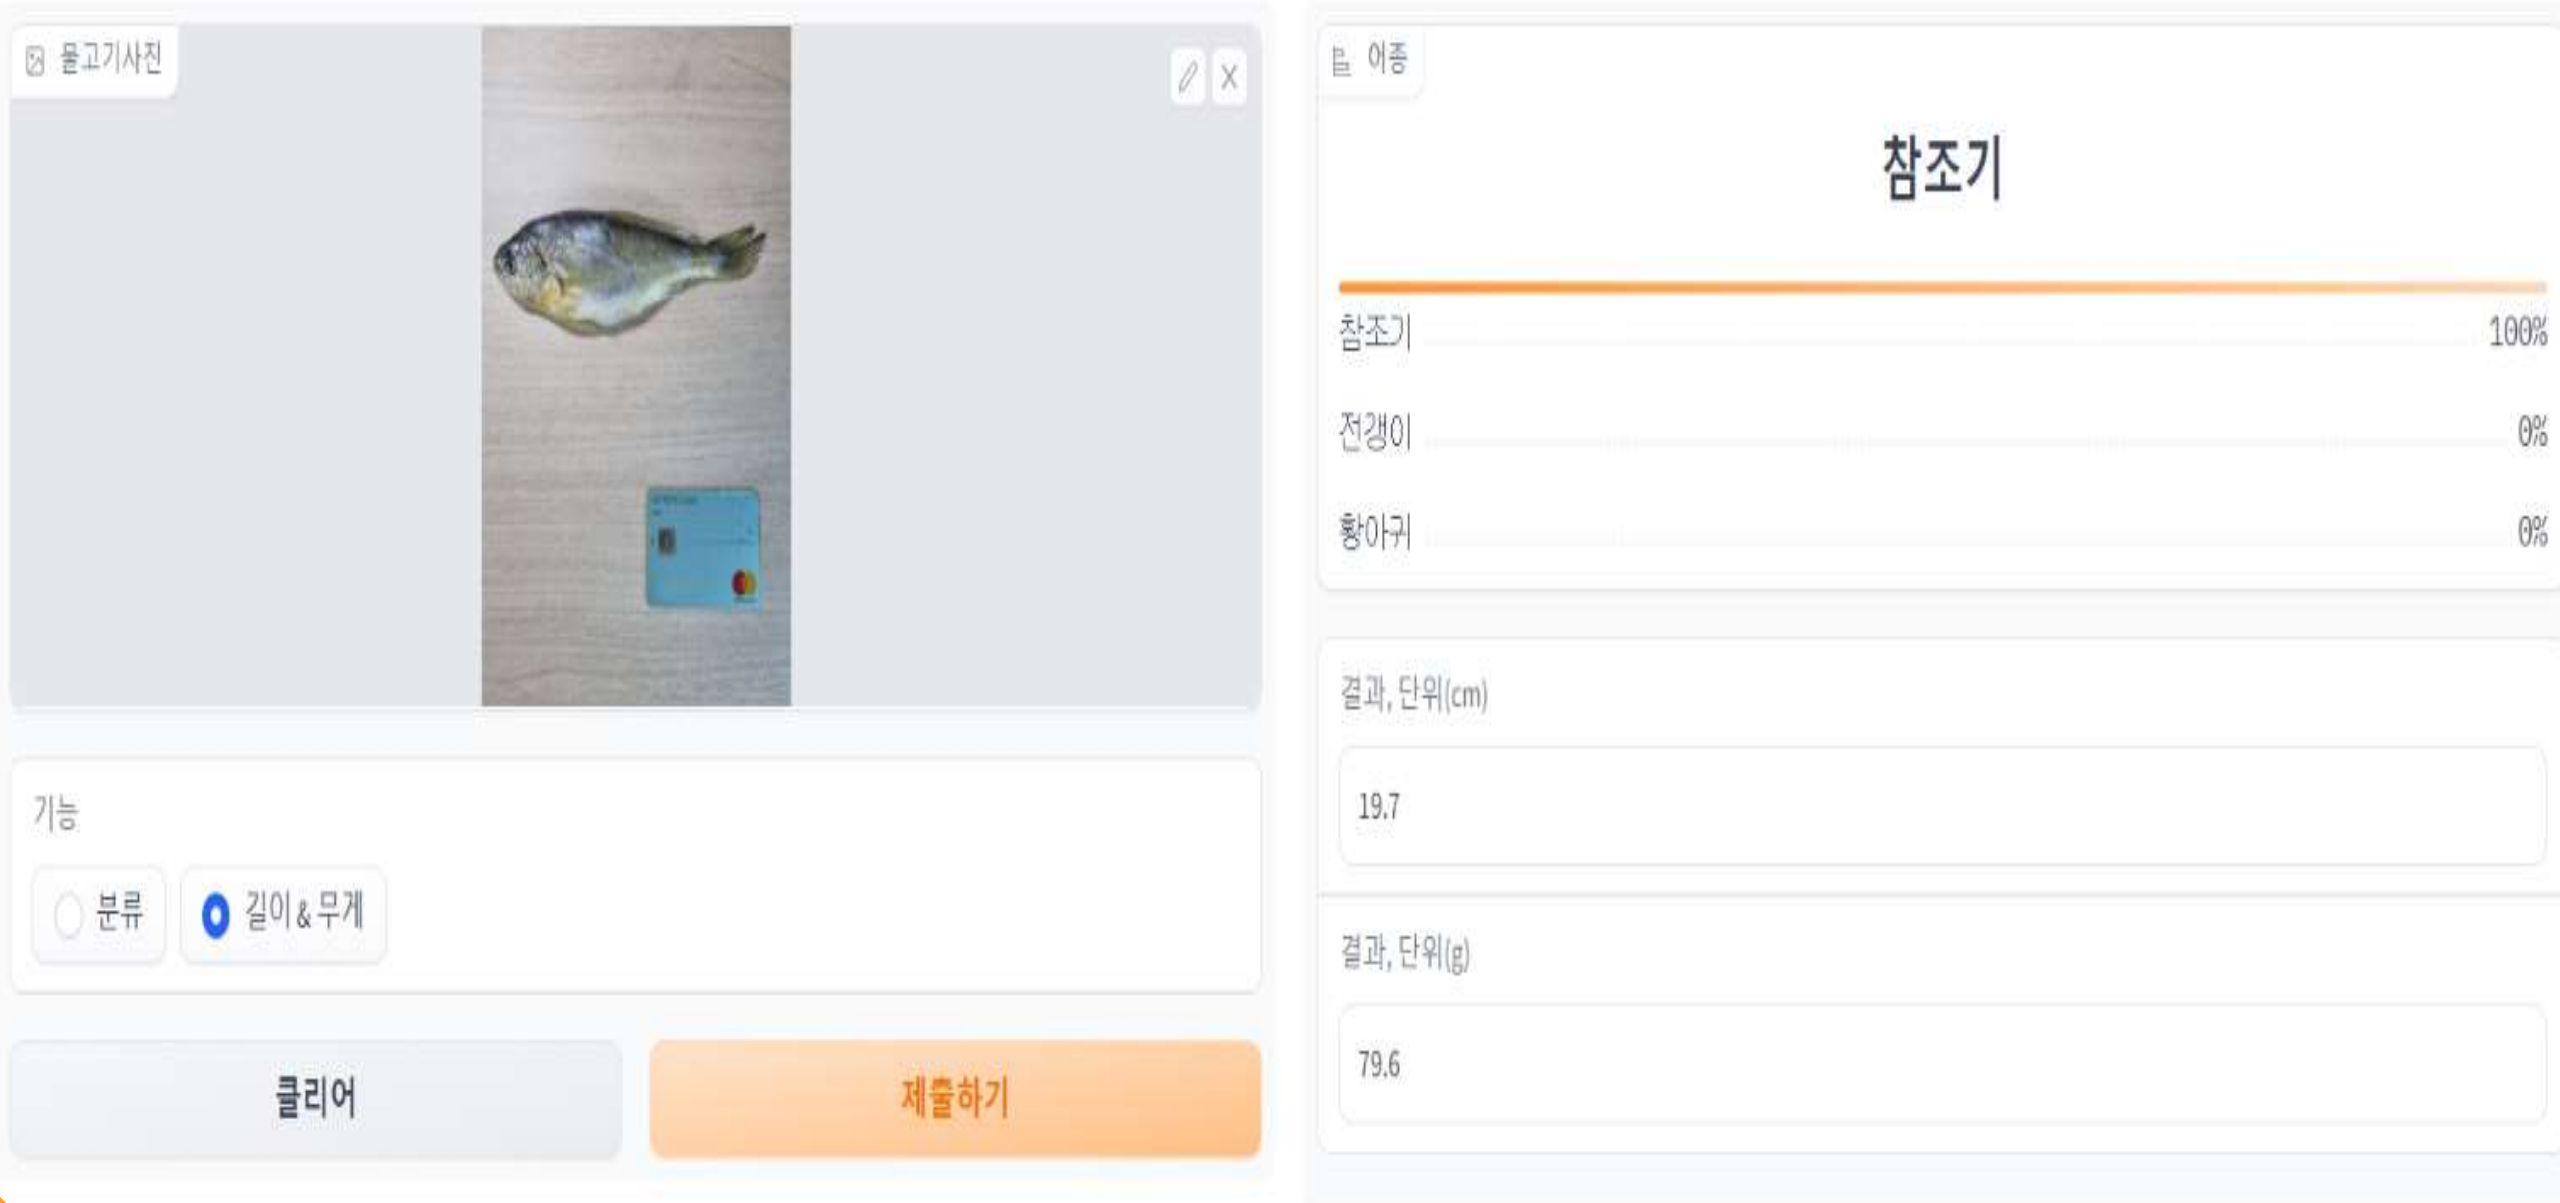 물고기사진
기능
분류
길이 & 무게
클리어
제출하기
어종
참조기
참조기 100%
전갱이 0%
황아귀 0%
결과, 단위(cm)
19.7
결과, 단위(g)
79.6